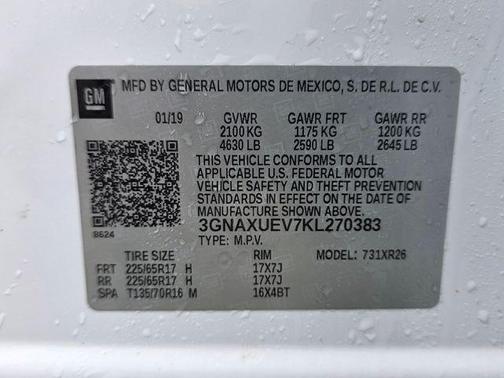 GM MFD BY GENERAL MOTORS DE MEXICO, S. DE R.L. DE C.V.
01/19 GVWR GAWR FRT GAWR RR
2100 KG 1175 KG 1200 KG
4630 LB 2590 LB 2645 LB
THIS VEHICLE CONFORMS TO ALL
APPLICABLE U.S. FEDERAL MOTOR
VEHICLE SAFETY AND THEFT PREVENTION
STANDARDS IN EFFECT ON THE DATE OF
MANUFACTURE SHOWN ABOVE.
3GNAXUEV7KL270383
8624 TYPE: M.P.V.
TIRE SIZE RIM MODEL: 731XR26
FRT 225/65R17 H 17X7J
RR 225/65R17 H 17X7J
SPA T135/70R16 M 16X4BT